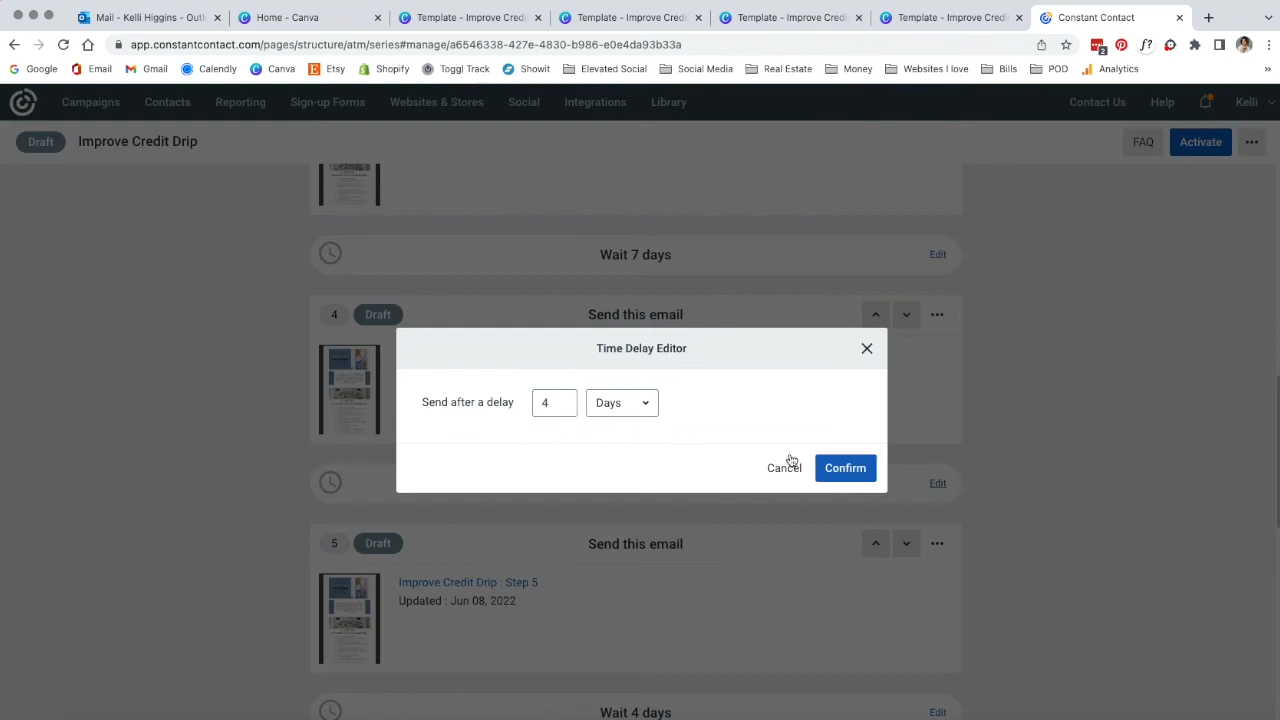 Mail - Kelli Higgins - Outl
Home - Canva
Template - Improve Credi
Template - Improve Credi
Template - Improve Credi
Template - Improve Credi
Constant Contact
app.constantcontact.com/pages/structure/atm/series#manage/a6546338-427e-4830-b986-e0e4da93b33a
2
f?
Google
Email
Gmail
Calendly
Canva
Etsy
Shopify
Toggl Track
Showit
Elevated Social
Social Media
Real Estate
Money
Websites I love
Bills
POD
Analytics
»
Campaigns
Contacts
Reporting
Sign-up Forms
Websites & Stores
Social
Integrations
Library
Contact Us
Help
Kelli
Draft
Improve Credit Drip
FAQ
Activate
Wait 7 days
Edit
4
Draft
Send this email
Time Delay Editor
Send after a delay
4
Days
Cancel
Confirm
Edit
5
Draft
Send this email
Improve Credit Drip : Step 5
Updated : Jun 08, 2022
Wait 4 days
Edit